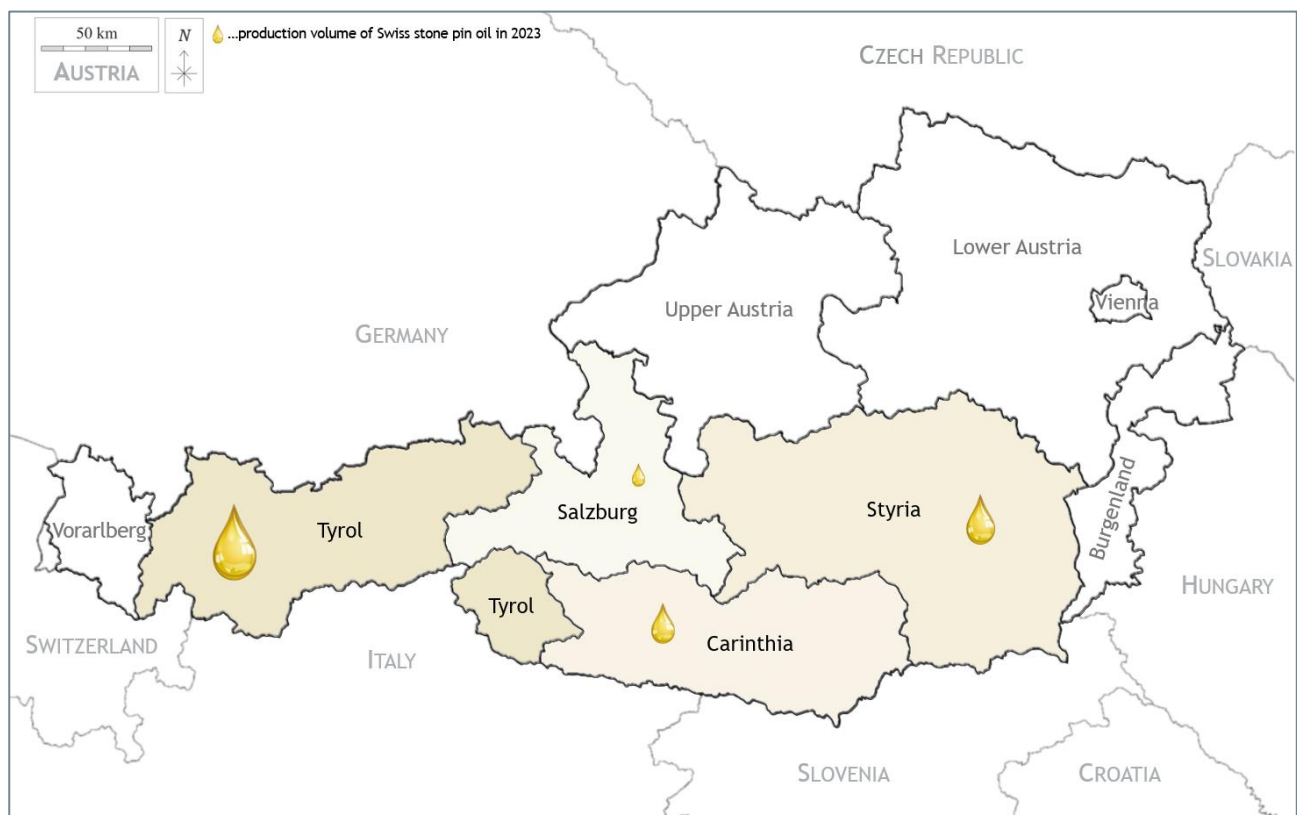 50 km
AUSTRIA
N
...production volume of Swiss stone pin oil in 2023
CZECH REPUBLIC
SLOVAKIA
Lower Austria
Vienna
Upper Austria
GERMANY
Burgenland
Styria
Salzburg
Tyrol
Vorarlberg
Tyrol
Carinthia
HUNGARY
SWITZERLAND
ITALY
SLOVENIA
CROATIA